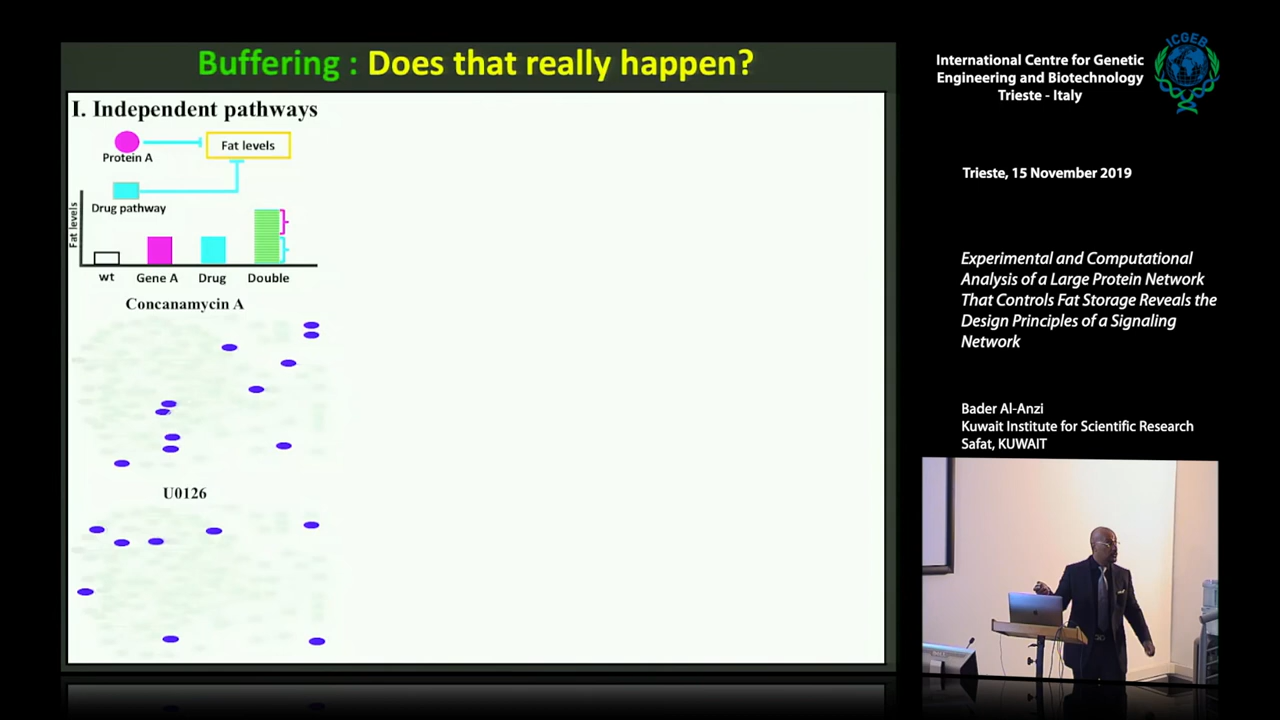 Buffering : Does that really happen?
I. Independent pathways
Protein A
Fat levels
Drug pathway
Fat levels
wt
Gene A
Drug
Double
Concanamycin A
U0126
ICGEB
International Centre for Genetic
Engineering and Biotechnology
Trieste - Italy
Trieste, 15 November 2019
Experimental and Computational
Analysis of a Large Protein Network
That Controls Fat Storage Reveals the
Design Principles of a Signaling
Network
Bader Al-Anzi
Kuwait Institute for Scientific Research
Safat, KUWAIT